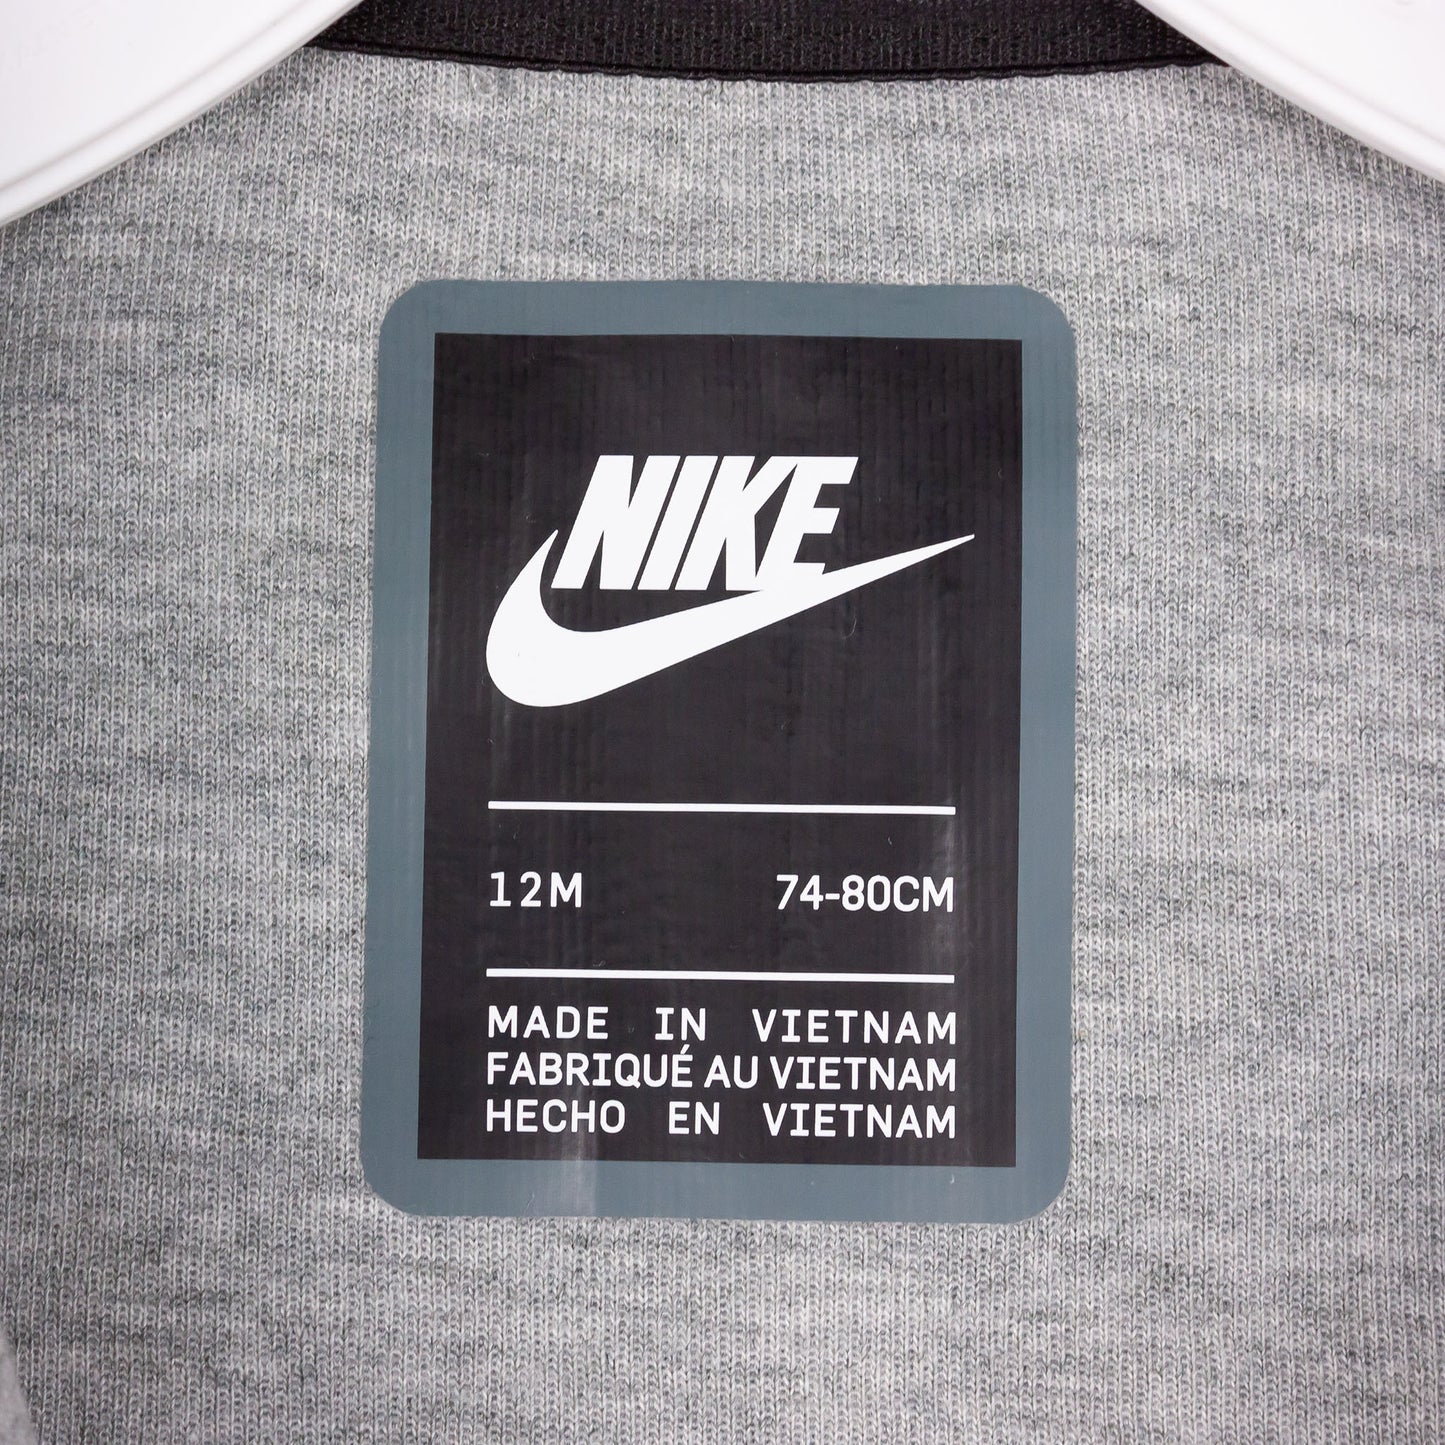 NIKE
12M 74-80CM
MADE IN VIETNAM
FABRIQUÉ AU VIETNAM
HECHO EN VIETNAM